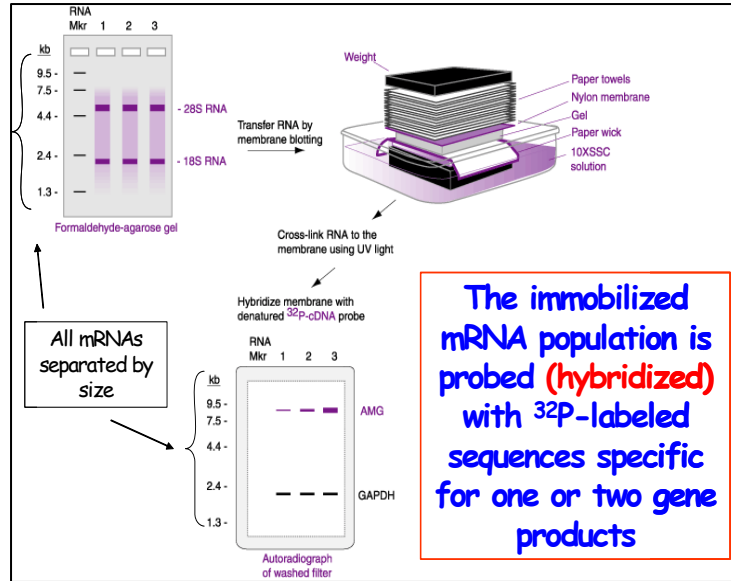 RNA
Mkr 1 2 3
kb
9.5 -
7.5 -
4.4 -
2.4 -
1.3 -
- 28S RNA
- 18S RNA
Formaldehyde-agarose gel
Transfer RNA by
membrane blotting
Weight
Paper towels
Nylon membrane
Gel
Paper wick
10XSSC
solution
Cross-link RNA to the
membrane using UV light
Hybridize membrane with
denatured ³²P-cDNA probe
All mRNAs
separated by
size
RNA
Mkr 1 2 3
kb
9.5 -
7.5 -
4.4 -
2.4 -
1.3 -
AMG
GAPDH
Autoradiograph
of washed filter
The immobilized
mRNA population is
probed (hybridized)
with ³²P-labeled
sequences specific
for one or two gene
products